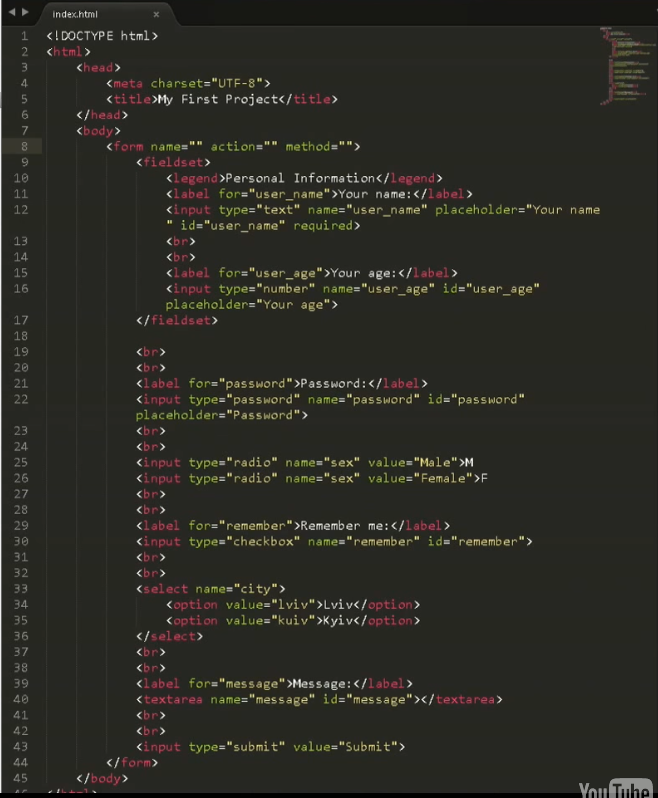 index.html ×
1 <!DOCTYPE html>
2 <html>
3 <head>
4 <meta charset="UTF-8">
5 <title>My First Project</title>
6 </head>
7 <body>
8 <form name="" action="" method="">
9 <fieldset>
10 <legend>Personal Information</legend>
11 <label for="user_name">Your name:</label>
12 <input type="text" name="user_name" placeholder="Your name
" id="user_name" required>
13 <br>
14 <br>
15 <label for="user_age">Your age:</label>
16 <input type="number" name="user_age" id="user_age"
placeholder="Your age">
17 </fieldset>
18
19 <br>
20 <br>
21 <label for="password">Password:</label>
22 <input type="password" name="password" id="password"
placeholder="Password">
23 <br>
24 <br>
25 <input type="radio" name="sex" value="Male">M
26 <input type="radio" name="sex" value="Female">F
27 <br>
28 <br>
29 <label for="remember">Remember me:</label>
30 <input type="checkbox" name="remember" id="remember">
31 <br>
32 <br>
33 <select name="city">
34 <option value="lviv">Lviv</option>
35 <option value="kuiv">Kyiv</option>
36 </select>
37 <br>
38 <br>
39 <label for="message">Message:</label>
40 <textarea name="message" id="message"></textarea>
41 <br>
42 <br>
43 <input type="submit" value="Submit">
44 </form>
45 </body>
46 </html>
YouTube